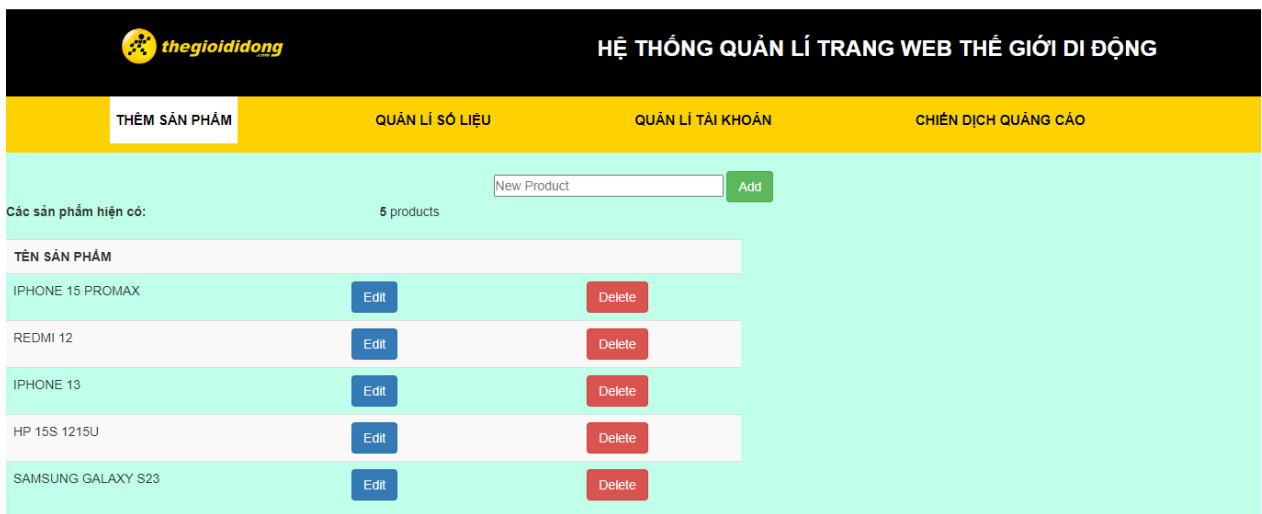 thegioididong
.com
HỆ THỐNG QUẢN LÍ TRANG WEB THẾ GIỚI DI ĐỘNG
THÊM SẢN PHẨM QUẢN LÍ SỐ LIỆU QUẢN LÍ TÀI KHOẢN CHIẾN DỊCH QUẢNG CÁO
New Product Add
Các sản phẩm hiện có: 5 products
TÊN SẢN PHẨM
IPHONE 15 PROMAX Edit Delete
REDMI 12 Edit Delete
IPHONE 13 Edit Delete
HP 15S 1215U Edit Delete
SAMSUNG GALAXY S23 Edit Delete